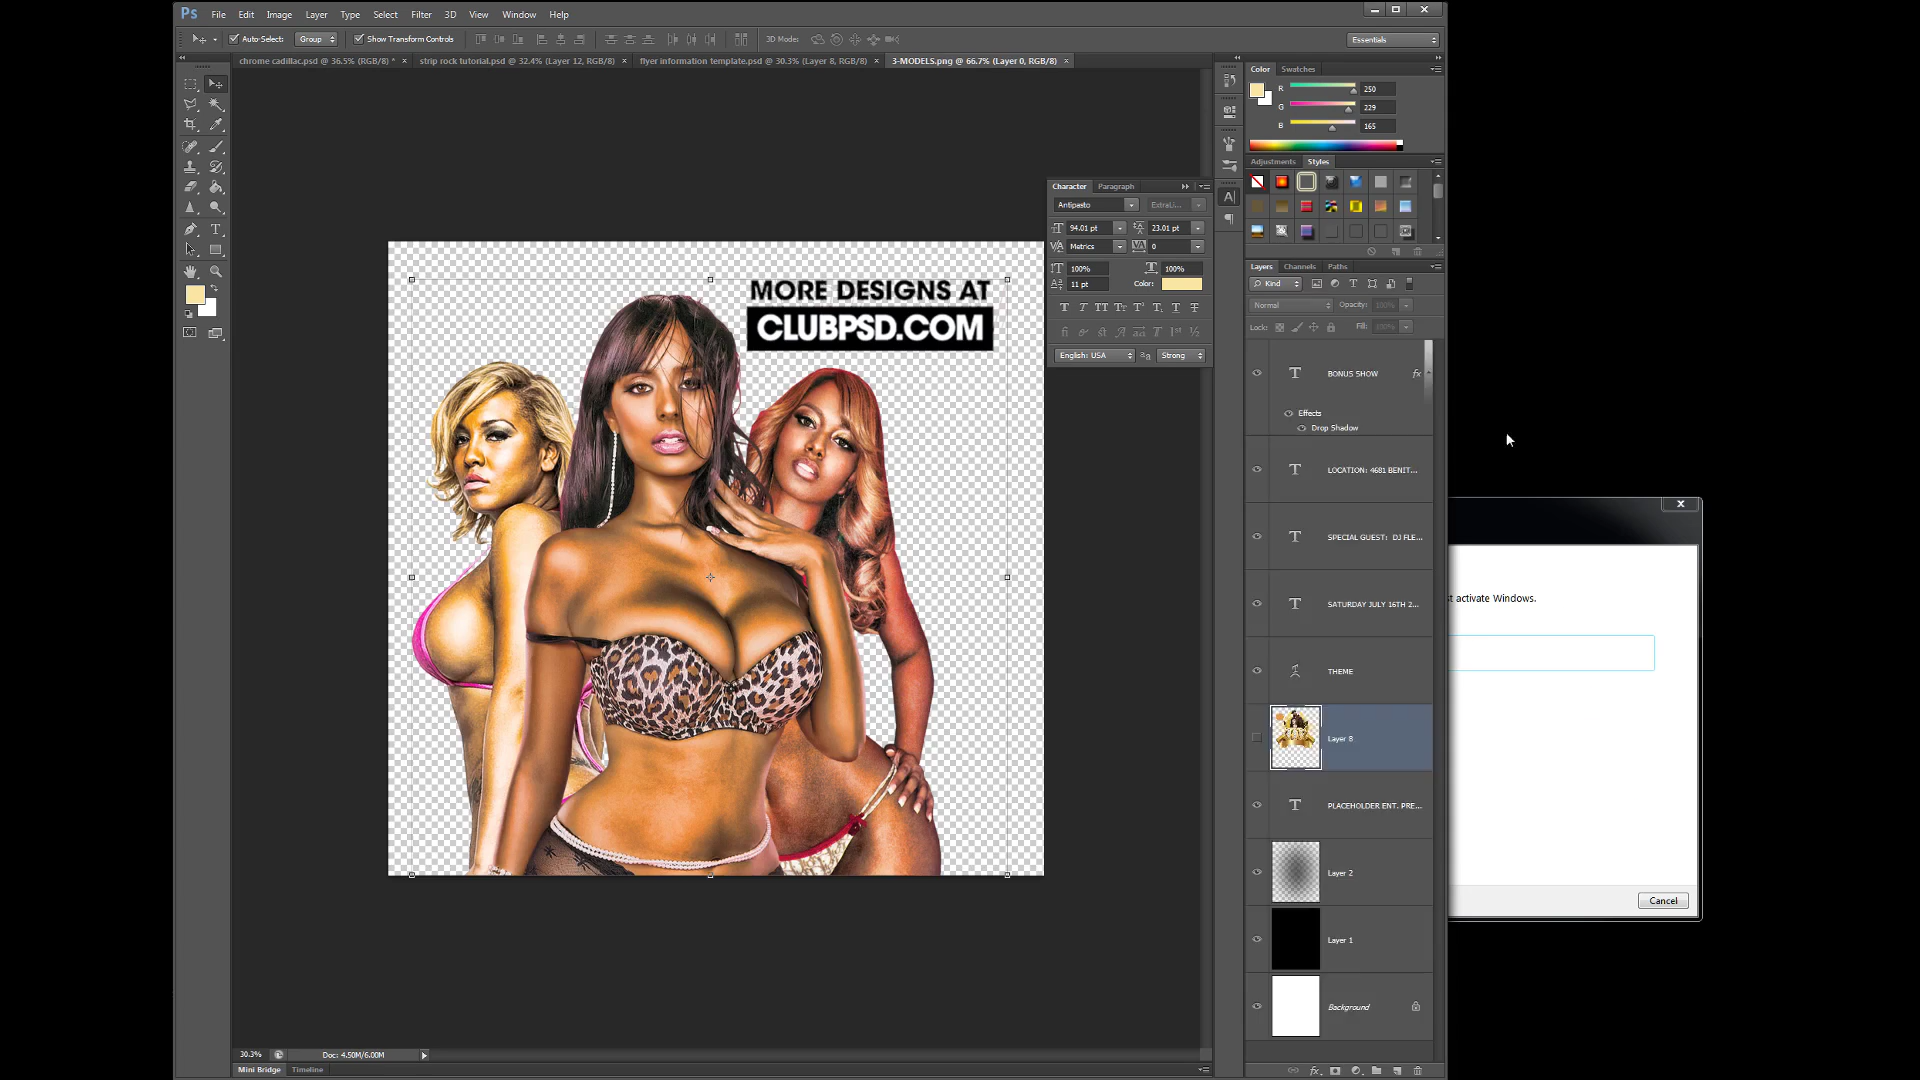 Ps File Edit Image Layer Type Select Filter 3D View Window Help
Auto-Select: Group Show Transform Controls 3D Mode: Essentials
chrome cadillac.psd @ 36.5% (RGB/8) * × strip rock tutorial.psd @ 32.4% (Layer 12, RGB/8) × flyer information template.psd @ 30.3% (Layer 8, RGB/8) × 3-MODELS.png @ 66.7% (Layer 0, RGB/8) ×
Color Swatches
R 250
G 229
B 165
Adjustments Styles
Character Paragraph
Antipasto ExtraLi...
94.01 pt 23.01 pt
Metrics 0
100% 100%
11 pt Color:
English: USA Strong
MORE DESIGNS AT
CLUBPSD.COM
Layers Channels Paths
Kind
Normal Opacity: 100%
Lock: Fill: 100%
BONUS SHOW fx
Effects
Drop Shadow
LOCATION: 4681 BENIT...
SPECIAL GUEST: DJ FLE...
SATURDAY JULY 16TH 2...
THEME
Layer 8
PLACEHOLDER ENT. PRE...
Layer 2
Layer 1
Background
st activate Windows.
Cancel
30.3% Doc: 4.50M/6.00M
Mini Bridge Timeline